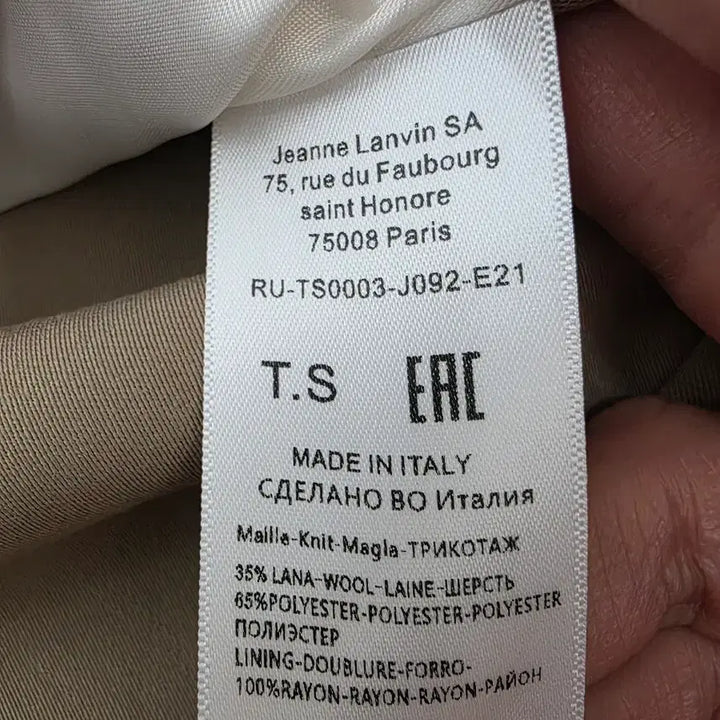 Jeanne Lanvin SA
75, rue du Faubourg
saint Honore
75008 Paris
RU-TS0003-J092-E21
T.S EAC
MADE IN ITALY
СДЕЛАНО ВО Италия
Maille-Knit-Magla-ТРИКОТАЖ
35% LANA-WOOL-LAINE-ШЕРСТЬ
65%POLYESTER-POLYESTER-POLYESTER
ПОЛИЭСТЕР
LINING-DOUBLURE-FORRO-
100%RAYON-RAYON-RAYON-РАЙОН